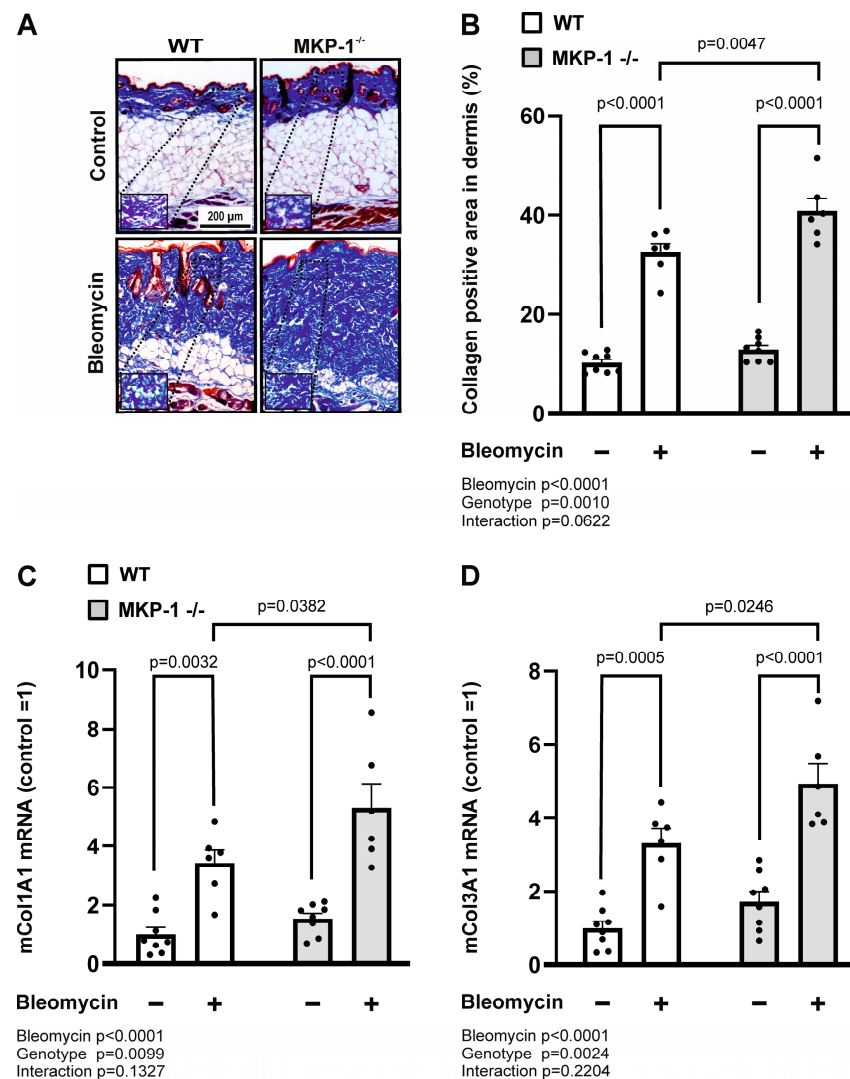 A
WT
MKP-1-/-
Control
200 µm
Bleomycin
B
WT
MKP-1 -/-
p=0.0047
p<0.0001
p<0.0001
Collagen positive area in dermis (%)
60
40
20
0
Bleomycin − + − +
Bleomycin p<0.0001
Genotype p=0.0010
Interaction p=0.0622
C
WT
MKP-1 -/-
p=0.0382
p=0.0032
p<0.0001
mCol1A1 mRNA (control =1)
10
8
6
4
2
0
Bleomycin − + − +
Bleomycin p<0.0001
Genotype p=0.0099
Interaction p=0.1327
D
p=0.0246
p=0.0005
p<0.0001
mCol3A1 mRNA (control =1)
8
6
4
2
0
Bleomycin − + − +
Bleomycin p<0.0001
Genotype p=0.0024
Interaction p=0.2204